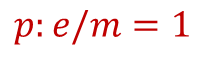 p: e/m = 1